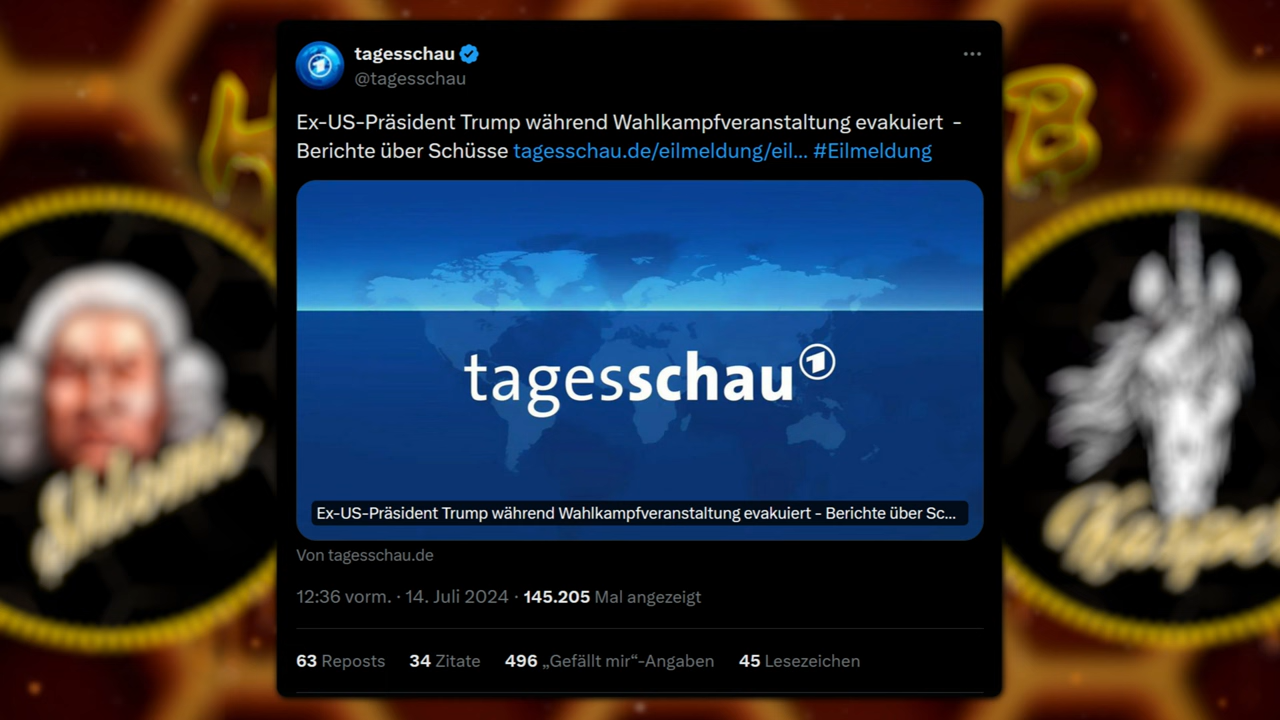 tagesschau
@tagesschau
Ex-US-Präsident Trump während Wahlkampfveranstaltung evakuiert -
Berichte über Schüsse tagesschau.de/eilmeldung/eil... #Eilmeldung
tagesschau
Ex-US-Präsident Trump während Wahlkampfveranstaltung evakuiert - Berichte über Sc...
Von tagesschau.de
12:36 vorm. · 14. Juli 2024 · 145.205 Mal angezeigt
63 Reposts 34 Zitate 496 „Gefällt mir“-Angaben 45 Lesezeichen
H
B
Shlomo